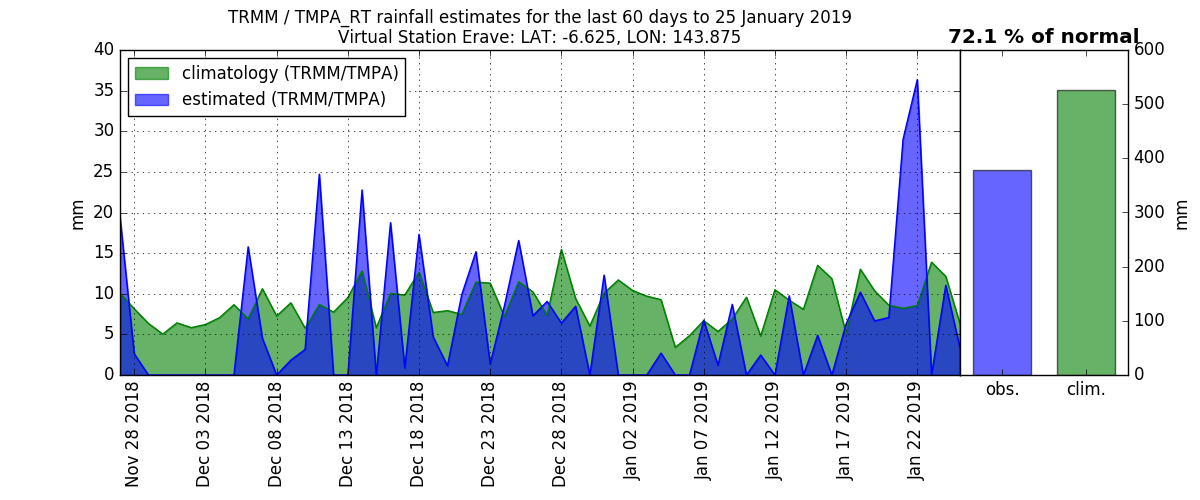 TRMM / TMPA_RT rainfall estimates for the last 60 days to 25 January 2019
Virtual Station Erave: LAT: -6.625, LON: 143.875
72.1 % of normal
climatology (TRMM/TMPA)
estimated (TRMM/TMPA)
mm
40
35
30
25
20
15
10
5
0
Nov 28 2018
Dec 03 2018
Dec 08 2018
Dec 13 2018
Dec 18 2018
Dec 23 2018
Dec 28 2018
Jan 02 2019
Jan 07 2019
Jan 12 2019
Jan 17 2019
Jan 22 2019
obs.
clim.
600
500
400
300
200
100
0
mm